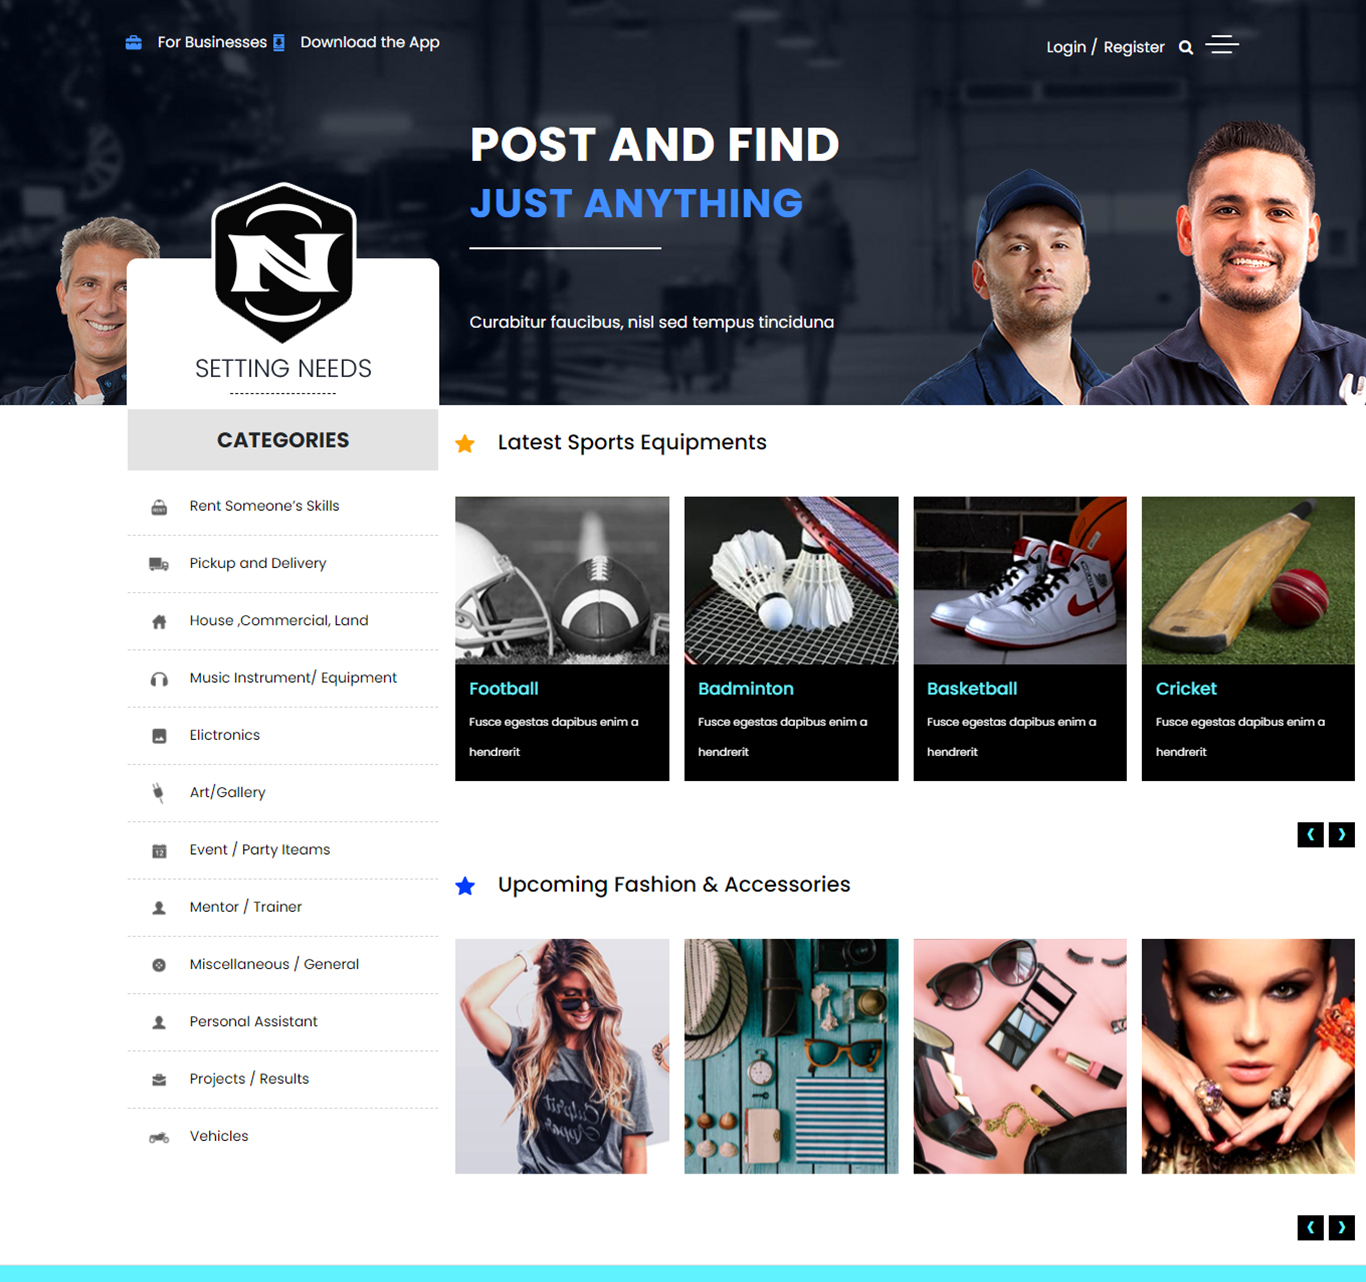 For Businesses
Download the App
Login / Register
POST AND FIND
JUST ANYTHING
Curabitur faucibus, nisl sed tempus tinciduna
N
SETTING NEEDS
CATEGORIES
Rent Someone's Skills
Pickup and Delivery
House ,Commercial, Land
Music Instrument/ Equipment
Elictronics
Art/Gallery
Event / Party Iteams
Mentor / Trainer
Miscellaneous / General
Personal Assistant
Projects / Results
Vehicles
Latest Sports Equipments
Football
Fusce egestas dapibus enim a
hendrerit
Badminton
Fusce egestas dapibus enim a
hendrerit
Basketball
Fusce egestas dapibus enim a
hendrerit
Cricket
Fusce egestas dapibus enim a
hendrerit
Upcoming Fashion & Accessories